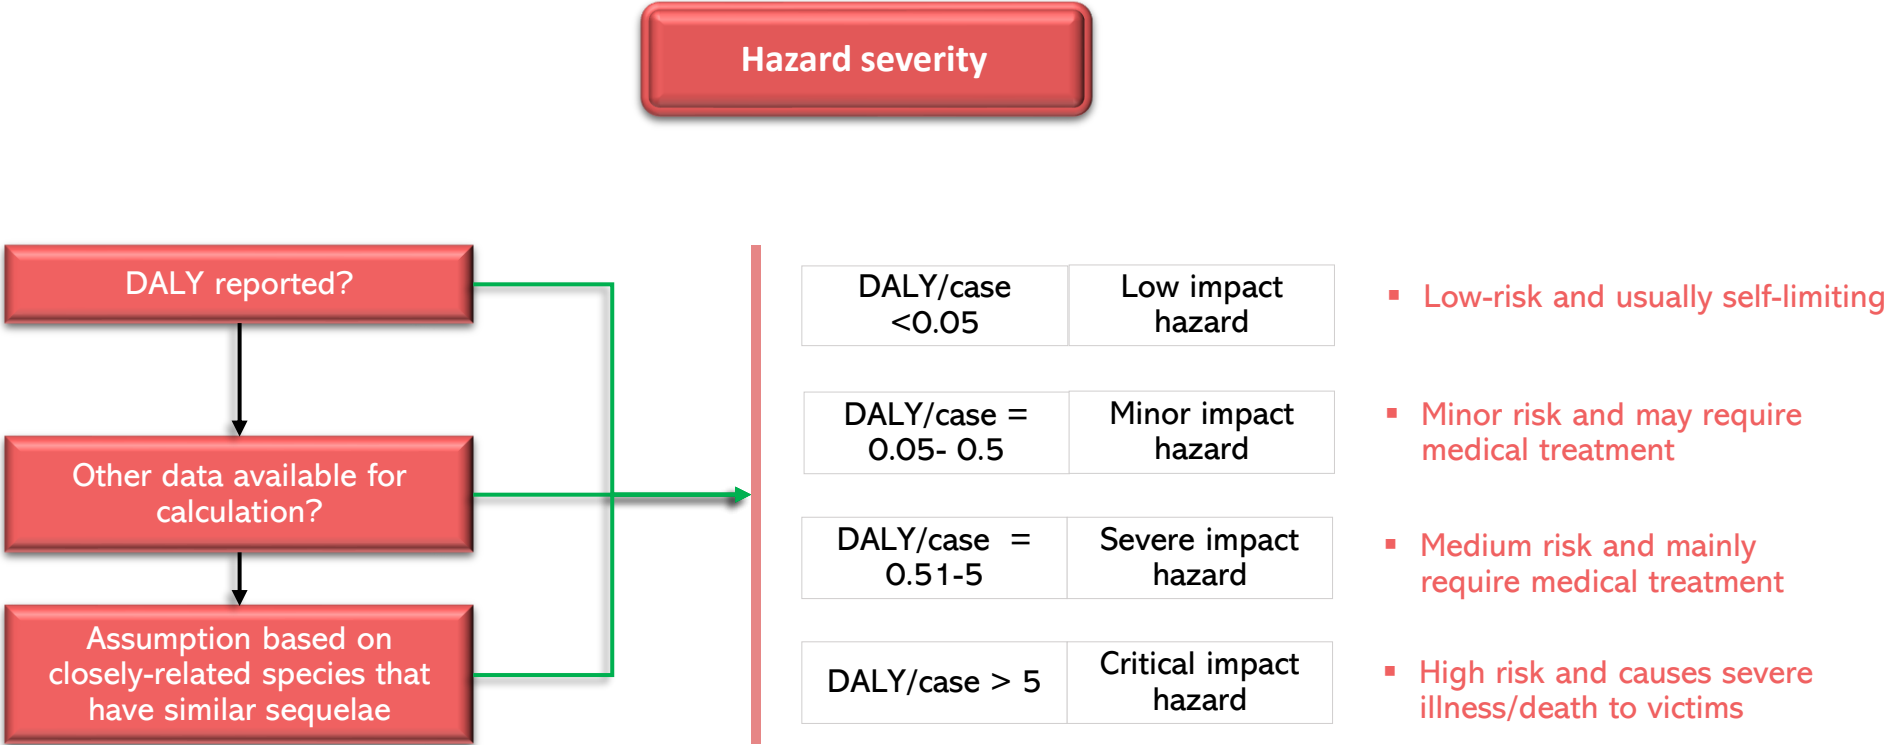 Hazard severity
DALY reported?
Other data available for
calculation?
Assumption based on
closely-related species that
have similar sequelae
DALY/case
<0.05
Low impact
hazard
▪ Low-risk and usually self-limiting
DALY/case =
0.05- 0.5
Minor impact
hazard
▪ Minor risk and may require
medical treatment
DALY/case =
0.51-5
Severe impact
hazard
▪ Medium risk and mainly
require medical treatment
DALY/case > 5
Critical impact
hazard
▪ High risk and causes severe
illness/death to victims